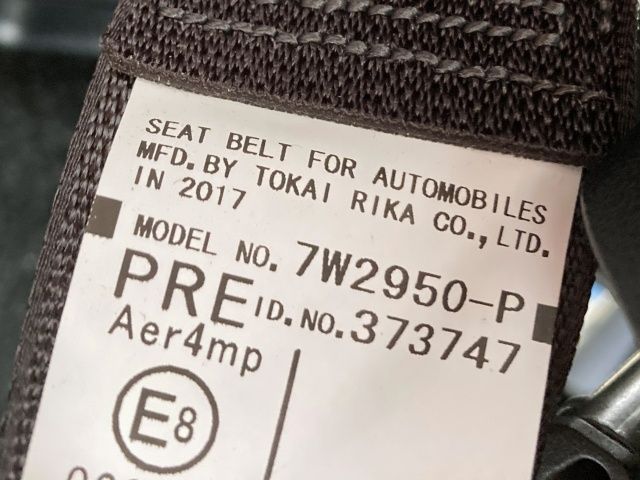 SEAT BELT FOR AUTOMOBILES
MFD. BY TOKAI RIKA CO., LTD.
IN 2017
MODEL NO. 7W2950-P
PRE ID. NO. 373747
Aer4mp
E8